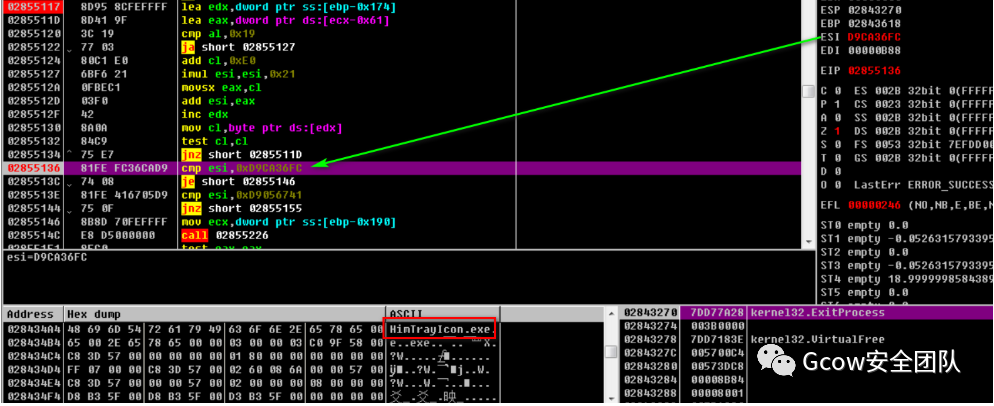 02855117 8D95 8CFEFFFF lea edx,dword ptr ss:[ebp-0x174]
0285511D 8D41 9F lea eax,dword ptr ds:[ecx-0x61]
02855120 3C 19 cmp al,0x19
02855122 77 03 ja short 02855127
02855124 80C1 E0 add cl,0xE0
02855127 6BF6 21 imul esi,esi,0x21
0285512A 0FBEC1 movsx eax,cl
0285512D 03F0 add esi,eax
0285512F 42 inc edx
02855130 8A0A mov cl,byte ptr ds:[edx]
02855132 84C9 test cl,cl
02855134 75 E7 jnz short 0285511D
02855136 81FE FC36CAD9 cmp esi,0xD9CA36FC
0285513C 74 08 je short 02855146
0285513E 81FE 416705D9 cmp esi,0xD9056741
02855144 75 0F jnz short 02855155
02855146 8B8D 70FEFFFF mov ecx,dword ptr ss:[ebp-0x190]
0285514C E8 D5000000 call 02855226
esi=D9CA36FC
ESP 02843270
EBP 02843618
ESI D9CA36FC
EDI 00000B88
EIP 02855136
C 0 ES 002B 32bit 0(FFFFF
P 1 CS 0023 32bit 0(FFFFF
A 0 SS 002B 32bit 0(FFFFF
Z 1 DS 002B 32bit 0(FFFFF
S 0 FS 0053 32bit 7EFDD00
T 0 GS 002B 32bit 0(FFFFF
D 0
O 0 LastErr ERROR_SUCCESS
EFL 00000246 (NO,NB,E,BE,N
ST0 empty 0.0
ST1 empty -0.0526315793395
ST2 empty 0.0
ST3 empty -0.0526315793395
ST4 empty 18.9999998584389
ST5 empty 0.0
Address Hex dump ASCII
028434A4 48 69 6D 54 72 61 79 49 63 6F 6E 2E 65 78 65 00 HimTrayIcon.exe.
028434B4 65 00 2E 65 78 65 00 00 03 00 00 03 C0 9F 58 00
028434C4 C8 3D 57 00 00 00 00 00 01 80 00 00 00 00 00 00
028434D4 FF 07 00 00 C8 3D 57 00 02 60 08 6A 00 00 57 00
028434E4 C8 3D 57 00 00 00 57 00 02 00 00 00 08 00 00 00
028434F4 D8 B3 5F 00 D8 B3 5F 00 D3 B3 5F 00
02843270 7DD77A28 kernel32.ExitProcess
02843274 003B0000
02843278 7DD7183E kernel32.VirtualFree
0284327C 005700C4
02843280 00573DC8
02843284 00008B84
02843288 00008001
Gcow安全团队